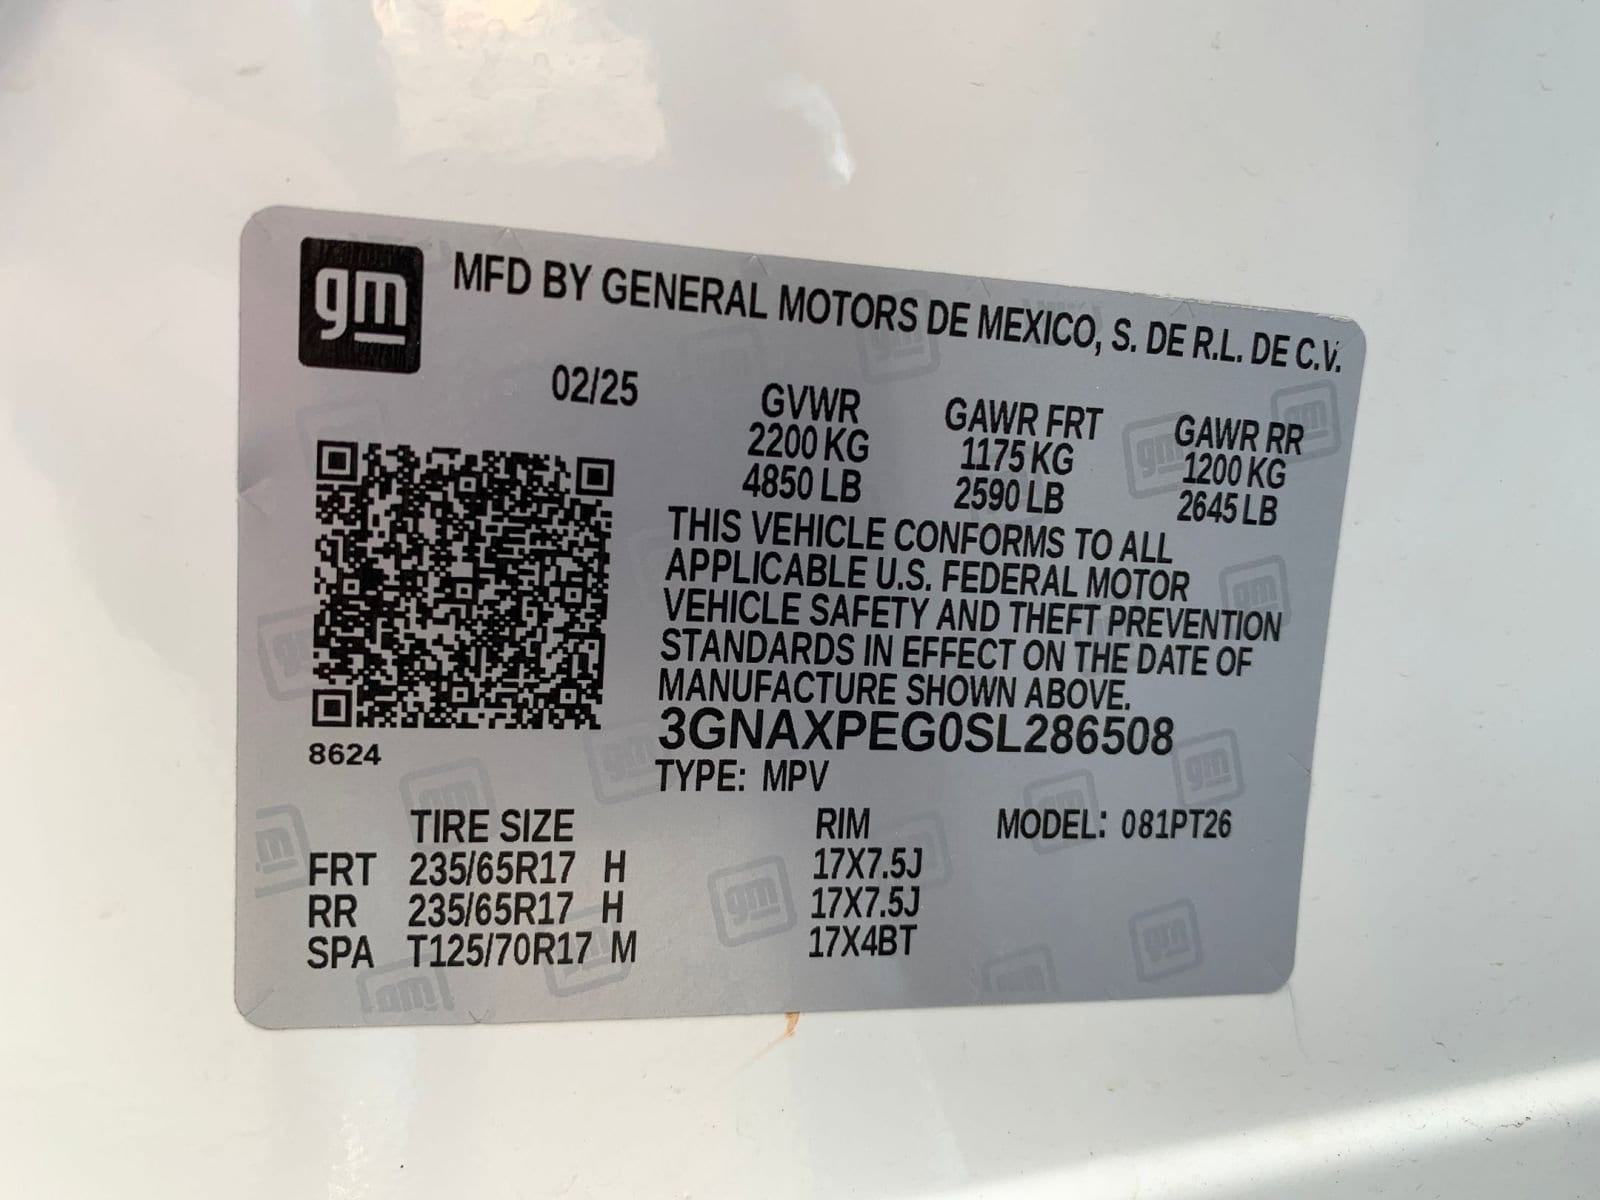 gm
MFD BY GENERAL MOTORS DE MEXICO, S. DE R.L. DE C.V.
02/25
GVWR GAWR FRT GAWR RR
2200 KG 1175 KG 1200 KG
4850 LB 2590 LB 2645 LB
THIS VEHICLE CONFORMS TO ALL
APPLICABLE U.S. FEDERAL MOTOR
VEHICLE SAFETY AND THEFT PREVENTION
STANDARDS IN EFFECT ON THE DATE OF
MANUFACTURE SHOWN ABOVE.
3GNAXPEG0SL286508
8624
TYPE: MPV
TIRE SIZE RIM MODEL: 081PT26
FRT 235/65R17 H 17X7.5J
RR 235/65R17 H 17X7.5J
SPA T125/70R17 M 17X4BT